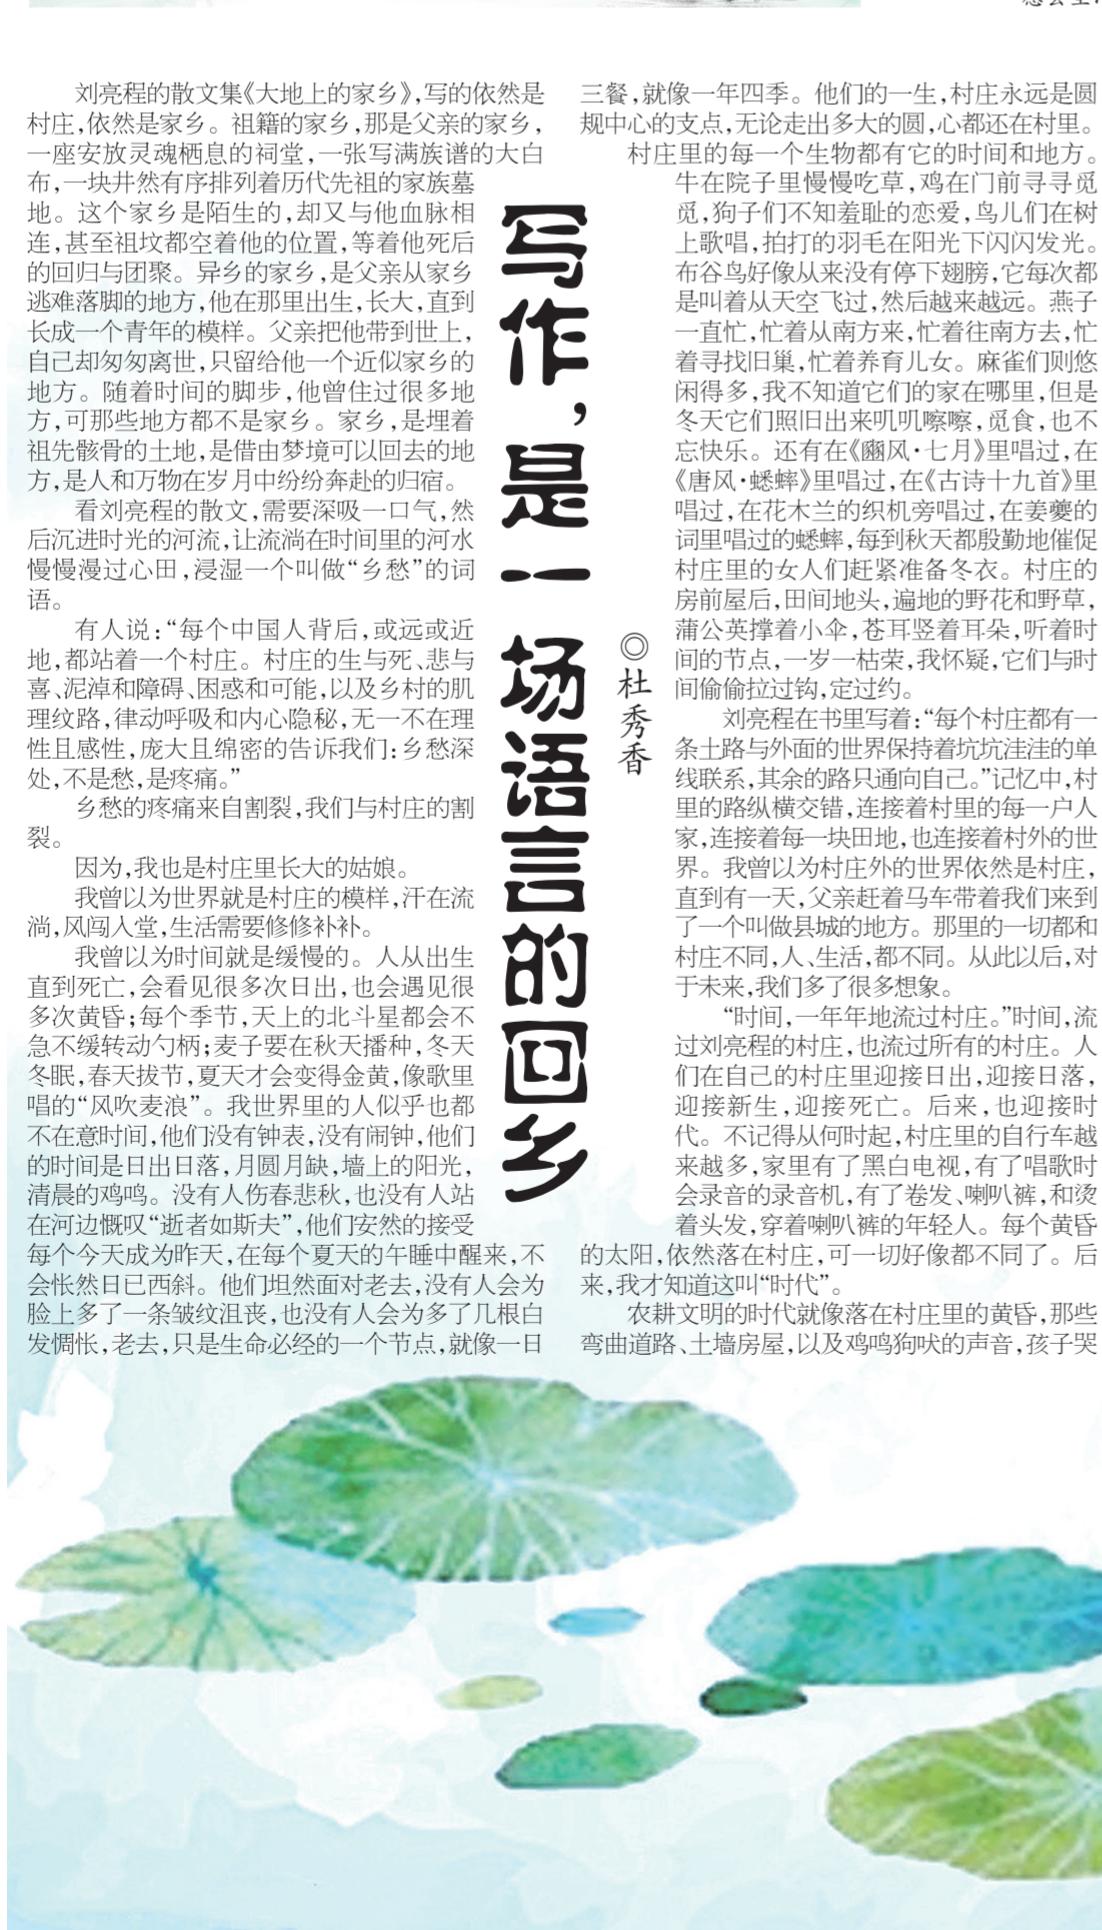 刘亮程的散文集《大地上的家乡》,写的依然是
村庄,依然是家乡。祖籍的家乡,那是父亲的家乡,
一座安放灵魂栖息的祠堂,一张写满族谱的大白
布,一块井然有序排列着历代先祖的家族墓
地。这个家乡是陌生的,却又与他血脉相
连,甚至祖坟都空着他的位置,等着他死后
的回归与团聚。异乡的家乡,是父亲从家乡
逃难落脚的地方,他在那里出生,长大,直到
长成一个青年的模样。父亲把他带到世上,
自己却匆匆离世,只留给他一个近似家乡的
地方。随着时间的脚步,他曾住过很多地
方,可那些地方都不是家乡。家乡,是埋着
祖先骸骨的土地,是借由梦境可以回去的地
方,是人和万物在岁月中纷纷奔赴的归宿。
看刘亮程的散文,需要深吸一口气,然
后沉进时光的河流,让流淌在时间里的河水
慢慢漫过心田,浸湿一个叫做“乡愁”的词
语。
有人说:“每个中国人背后,或远或近
地,都站着一个村庄。村庄的生与死、悲与
喜、泥淖和障碍、困惑和可能,以及乡村的肌
理纹路,律动呼吸和内心隐秘,无一不在理
性且感性,庞大且绵密的告诉我们:乡愁深
处,不是愁,是疼痛。”
乡愁的疼痛来自割裂,我们与村庄的割
裂。
因为,我也是村庄里长大的姑娘。
我曾以为世界就是村庄的模样,汗在流
淌,风闯入堂,生活需要修修补补。
我曾以为时间就是缓慢的。人从出生
直到死亡,会看见很多次日出,也会遇见很
多次黄昏;每个季节,天上的北斗星都会不
急不缓转动勺柄;麦子要在秋天播种,冬天
冬眠,春天拔节,夏天才会变得金黄,像歌里
唱的“风吹麦浪”。我世界里的人似乎也都
不在意时间,他们没有钟表,没有闹钟,他们
的时间是日出日落,月圆月缺,墙上的阳光,
清晨的鸡鸣。没有人伤春悲秋,也没有人站
在河边慨叹“逝者如斯夫”,他们安然的接受
每个今天成为昨天,在每个夏天的午睡中醒来,不
会怅然日已西斜。他们坦然面对老去,没有人会为
脸上多了一条皱纹沮丧,也没有人会为多了几根白
发惆怅,老去,只是生命必经的一个节点,就像一日
写作,是一场语言的回乡
◎杜秀香
三餐,就像一年四季。他们的一生,村庄永远是圆
规中心的支点,无论走出多大的圆,心都还在村里。
村庄里的每一个生物都有它的时间和地方。
牛在院子里慢慢吃草,鸡在门前寻寻觅
觅,狗子们不知羞耻的恋爱,鸟儿们在树
上歌唱,拍打的羽毛在阳光下闪闪发光。
布谷鸟好像从来没有停下翅膀,它每次都
是叫着从天空飞过,然后越来越远。燕子
一直忙,忙着从南方来,忙着往南方去,忙
着寻找旧巢,忙着养育儿女。麻雀们则悠
闲得多,我不知道它们的家在哪里,但是
冬天它们照旧出来叽叽嚓嚓,觅食,也不
忘快乐。还有在《豳风·七月》里唱过,在
《唐风·蟋蟀》里唱过,在《古诗十九首》里
唱过,在花木兰的织机旁唱过,在姜夔的
词里唱过的蟋蟀,每到秋天都殷勤地催促
村庄里的女人们赶紧准备冬衣。村庄的
房前屋后,田间地头,遍地的野花和野草,
蒲公英撑着小伞,苍耳竖着耳朵,听着时
间的节点,一岁一枯荣,我怀疑,它们与时
间偷偷拉过钩,定过约。
刘亮程在书里写着:“每个村庄都有一
条土路与外面的世界保持着坑坑洼洼的单
线联系,其余的路只通向自己。”记忆中,村
里的路纵横交错,连接着村里的每一户人
家,连接着每一块田地,也连接着村外的世
界。我曾以为村庄外的世界依然是村庄,
直到有一天,父亲赶着马车带着我们来到
了一个叫做县城的地方。那里的一切都和
村庄不同,人、生活,都不同。从此以后,对
于未来,我们多了很多想象。
“时间,一年年地流过村庄。”时间,流
过刘亮程的村庄,也流过所有的村庄。人
们在自己的村庄里迎接日出,迎接日落,
迎接新生,迎接死亡。后来,也迎接时
代。不记得从何时起,村庄里的自行车越
来越多,家里有了黑白电视,有了唱歌时
会录音的录音机,有了卷发、喇叭裤,和烫
着头发,穿着喇叭裤的年轻人。每个黄昏
的太阳,依然落在村庄,可一切好像都不同了。后
来,我才知道这叫“时代”。
农耕文明的时代就像落在村庄里的黄昏,那些
弯曲道路、土墙房屋,以及鸡鸣狗吠的声音,孩子哭